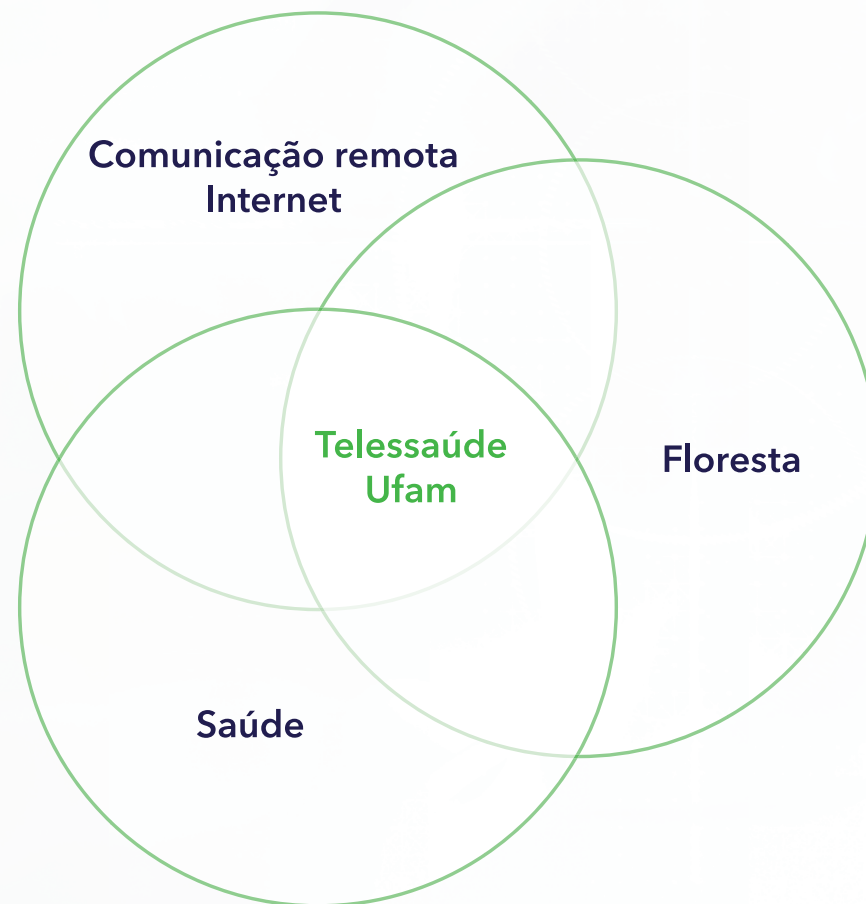 Comunicação remota
Internet
Telessaúde
Ufam
Floresta
Saúde